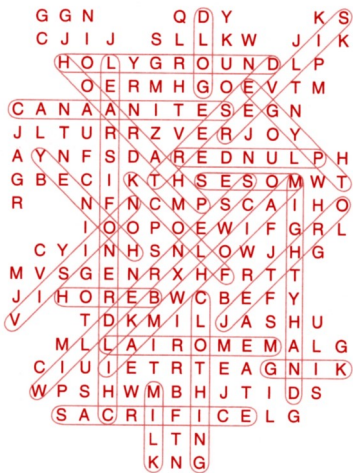 G G N Q D Y K S
C J I J S L L K W J I K
H O L Y G R O U N D L P
O E R M H G O E V T M
C A N A A N I T E S E G N
J L T U R R Z V E R J O Y
A Y N F S D A R E D N U L P H
G B E C I K T H S E S O M W T
R N F N C M P S C A I H O
I O O P O E W I F G R L
C Y I N H S N L O W J H G
M V S G E N R X H F R T T
J I H O R E B W C B E F Y
V T D K M I L J A S H U
M L L A I R O M E M A L G
C I U I E T R T E A G N I K
W P S H W M B H J T I D S
S A C R I F I C E L G
L T N
K N G